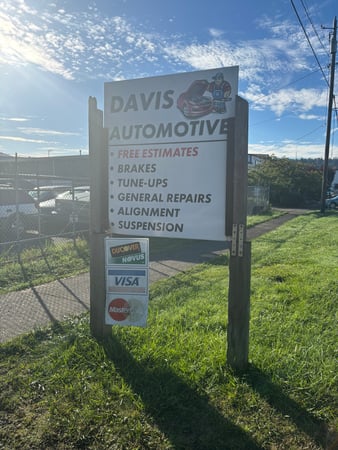 DAVIS
AUTOMOTIVE
• FREE ESTIMATES
• BRAKES
• TUNE-UPS
• GENERAL REPAIRS
• ALIGNMENT
• SUSPENSION
DISCOVER
NOVUS
VISA
MasterCard